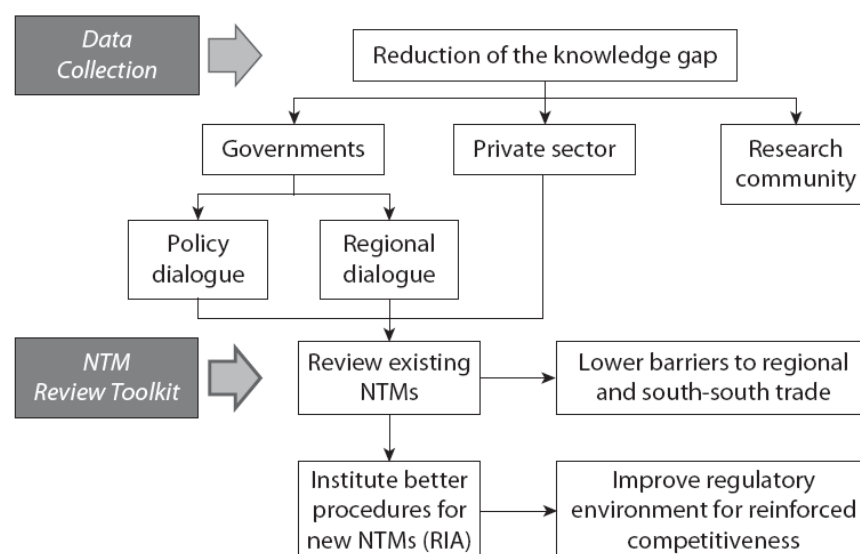 Data
Collection
Reduction of the knowledge gap
Governments
Private sector
Research
community
Policy
dialogue
Regional
dialogue
NTM
Review Toolkit
Review existing
NTMs
Lower barriers to regional
and south-south trade
Institute better
procedures for
new NTMs (RIA)
Improve regulatory
environment for reinforced
competitiveness